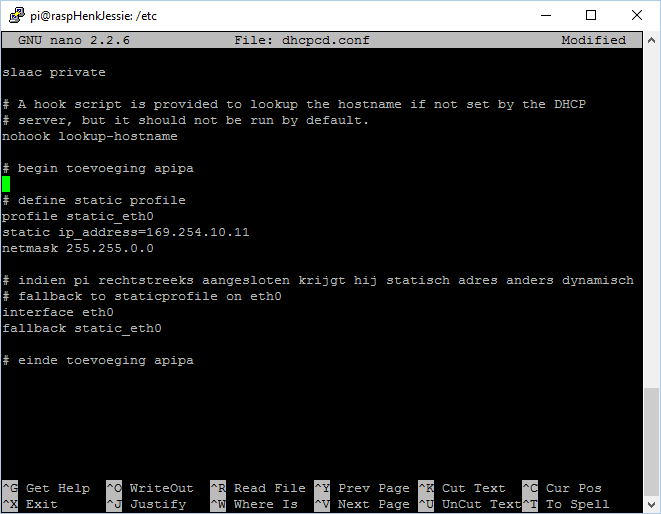 pi@raspHenkJessie: /etc
GNU nano 2.2.6 File: dhcpcd.conf Modified
slaac private
# A hook script is provided to lookup the hostname if not set by the DHCP
# server, but it should not be run by default.
nohook lookup-hostname
# begin toevoeging apipa
# define static profile
profile static_eth0
static ip_address=169.254.10.11
netmask 255.255.0.0
# indien pi rechtstreeks aangesloten krijgt hij statisch adres anders dynamisch
# fallback to staticprofile on eth0
interface eth0
fallback static_eth0
# einde toevoeging apipa
^G Get Help ^O WriteOut ^R Read File ^Y Prev Page ^K Cut Text ^C Cur Pos
^X Exit ^J Justify ^W Where Is ^V Next Page ^U UnCut Text ^T To Spell